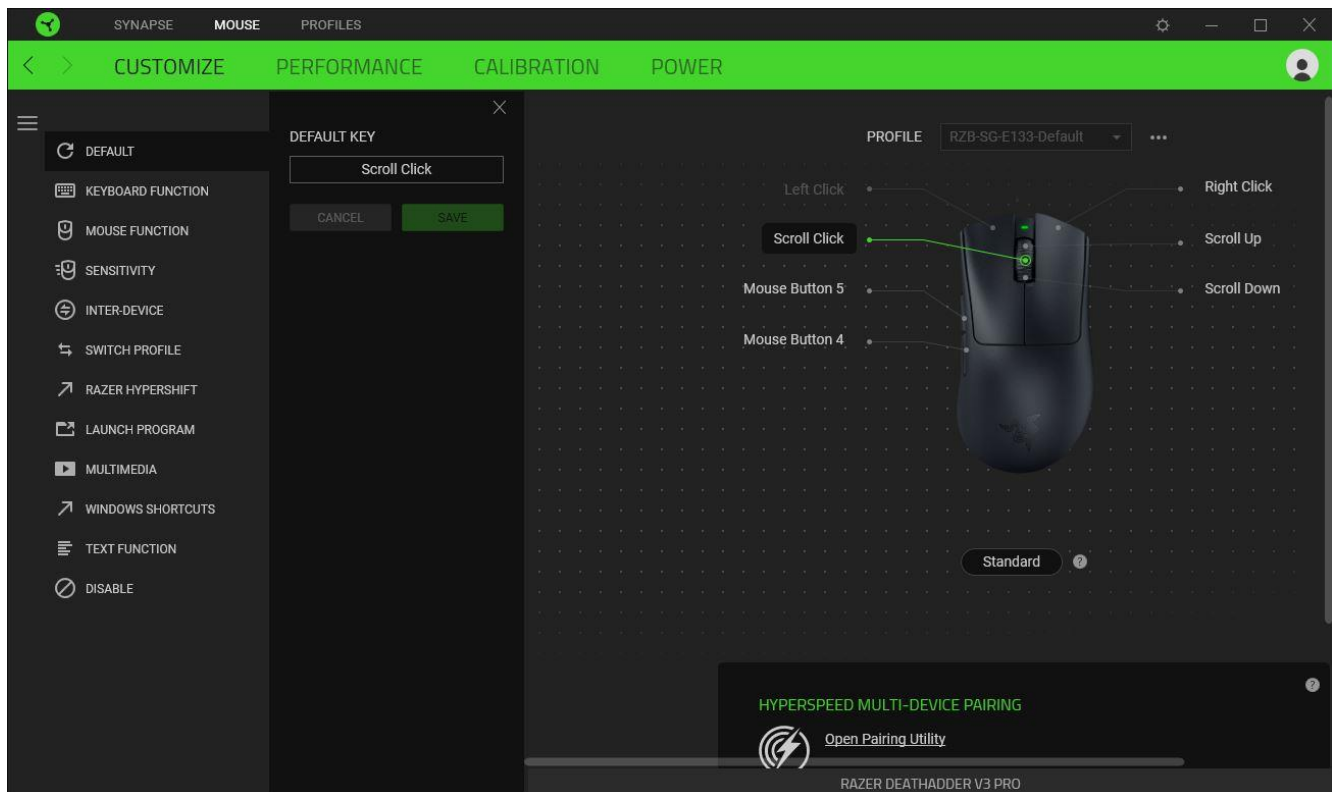 SYNAPSE MOUSE PROFILES
CUSTOMIZE PERFORMANCE CALIBRATION POWER
DEFAULT
KEYBOARD FUNCTION
MOUSE FUNCTION
SENSITIVITY
INTER-DEVICE
SWITCH PROFILE
RAZER HYPERSHIFT
LAUNCH PROGRAM
MULTIMEDIA
WINDOWS SHORTCUTS
TEXT FUNCTION
DISABLE
DEFAULT KEY
Scroll Click
CANCEL SAVE
PROFILE RZB-SG-E133-Default
Left Click
Scroll Click
Mouse Button 5
Mouse Button 4
Right Click
Scroll Up
Scroll Down
Standard ?
?
HYPERSPEED MULTI-DEVICE PAIRING
Open Pairing Utility
RAZER DEATHADDER V3 PRO